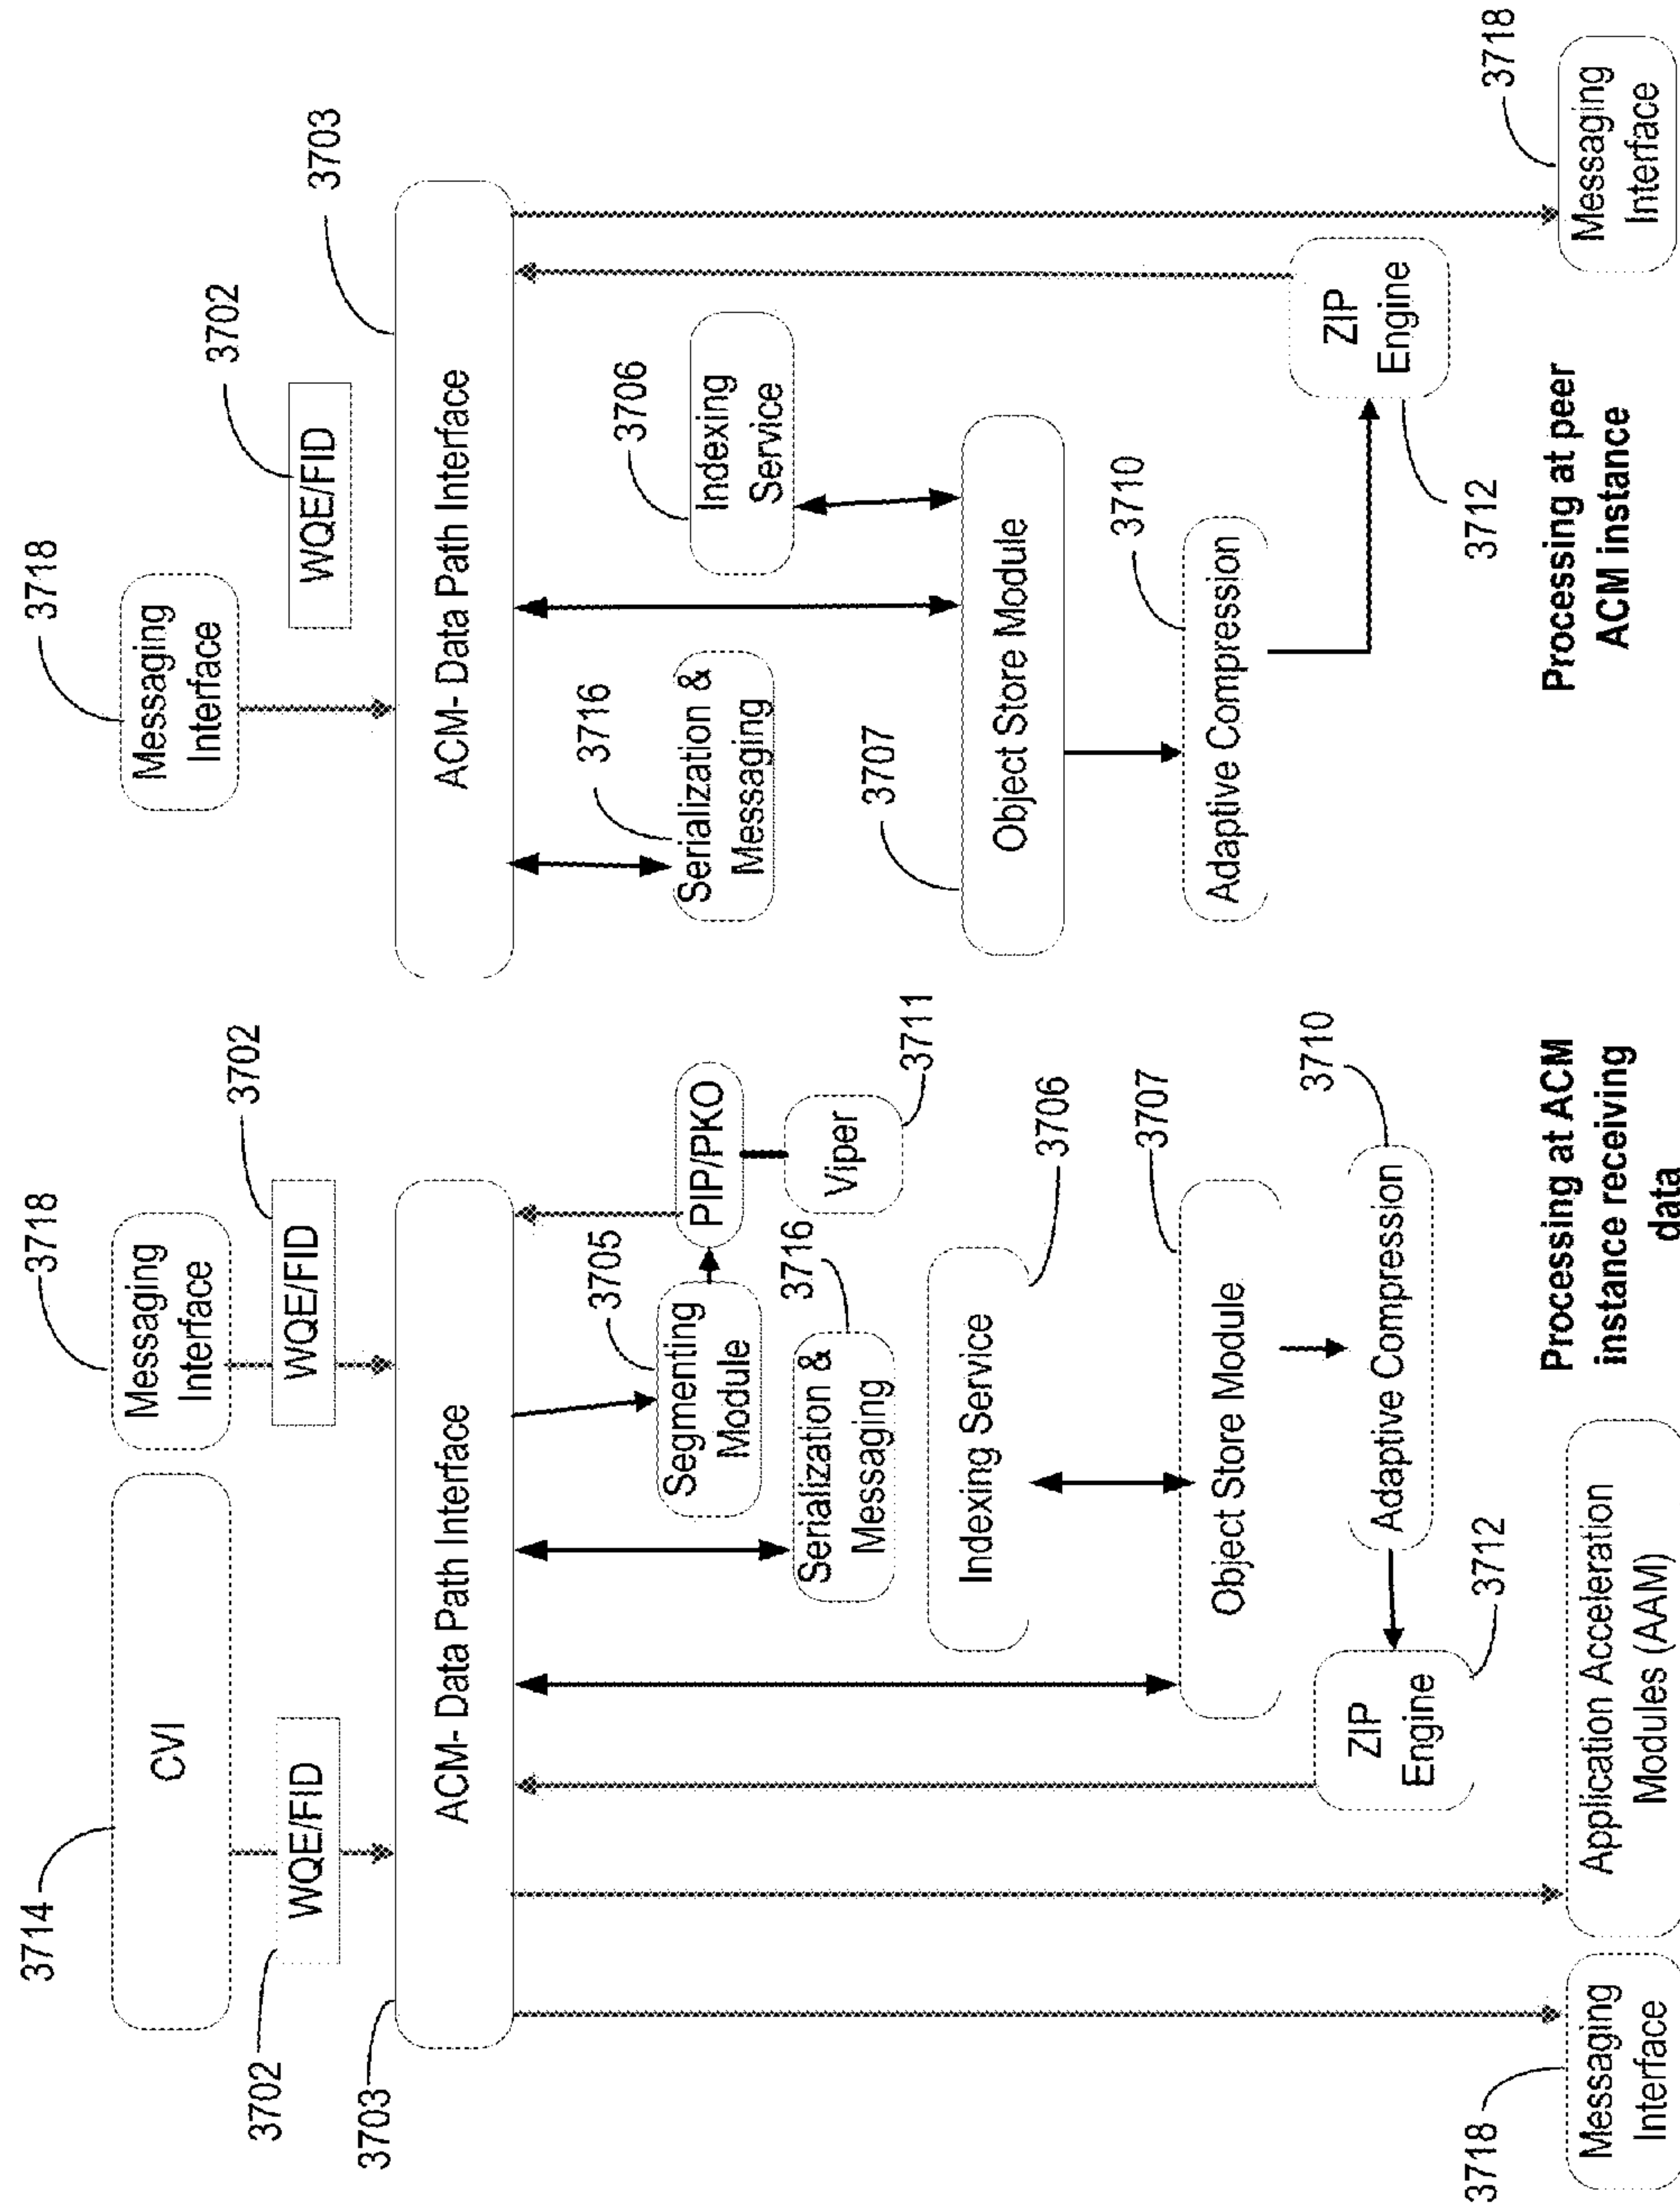 3714
CVI
3718
Messaging
Interface
3702
WQE/FID
WQE/FID
3702
3703
ACM- Data Path Interface
3705
Segmenting
Module
PIP/PKO
Viper
3711
3716
Serialization &
Messaging
Indexing Service
3706
3707
Object Store Module
3710
Adaptive Compression
ZIP
Engine
3712
3718
Messaging
Interface
Application Acceleration
Modules (AAM)
Processing at ACM
instance receiving
data
3718
Messaging
Interface
WQE/FID
3702
3703
ACM- Data Path Interface
3716
Serialization &
Messaging
3706
Indexing
Service
3707
Object Store Module
3710
Adaptive Compression
ZIP
Engine
3712
Processing at peer
ACM instance
3718
Messaging
Interface